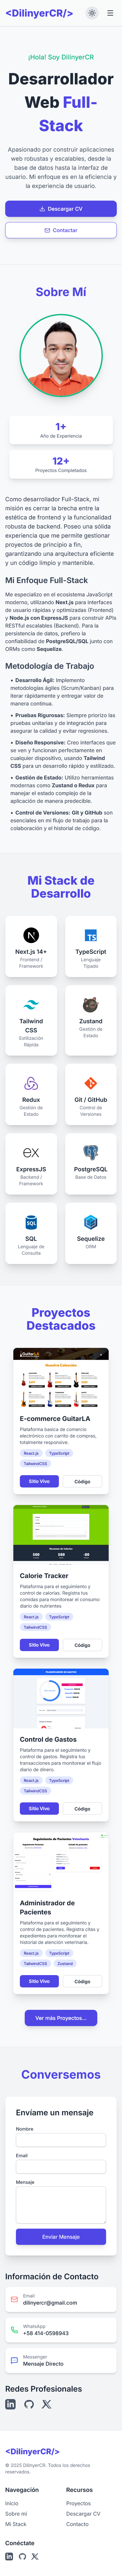 <DilinyerCR/>
¡Hola! Soy DilinyerCR
Desarrollador
Web Full-
Stack
Apasionado por construir aplicaciones
web robustas y escalables, desde la
base de datos hasta la interfaz de
usuario. Mi enfoque es en la eficiencia y
la experiencia de usuario.
Descargar CV
Contactar
Sobre Mí
1+
Año de Experiencia
12+
Proyectos Completados
Como desarrollador Full-Stack, mi
misión es cerrar la brecha entre la
funcionalidad del frontend y la robustez
del backend. Poseo una sólida
experiencia que me permite
gestionar proyectos de principio a fin,
garantizando un rendimiento eficiente
y un código limpio y mantenible.
Mi Enfoque Full-Stack
Me especializo en el ecosistema JavaScript
moderno, utilizando Next.js para interfaces
de usuario rápidas y optimizadas (Frontend)
y Node.js con ExpressJS para construir APIs
RESTful escalables (Backend). Para la
persistencia de datos, prefiero la
confiabilidad de PostgreSQL/SQL junto con
ORMs como Sequelize.
Metodología de Trabajo
• Desarrollo Ágil: Implemento
metodologías ágiles (Scrum/Kanban) para
iterar rápidamente y entregar valor de
manera continua.
• Pruebas Rigurosas: Siempre priorizo las
pruebas unitarias y de integración para
asegurar la calidad y evitar regresiones.
• Diseño Responsive: Creo interfaces que
se ven y funcionan perfectamente en
cualquier dispositivo, usando Tailwind
CSS para un desarrollo rápido y estilizado.
• Gestión de Estado: Utilizo herramientas
modernas como Zustand o Redux para
manejar el estado complejo de la
aplicación de manera predecible.
• Control de Versiones: Git y GitHub son
esenciales en mi flujo de trabajo para la
colaboración y el historial de código.
Mi Stack de
Desarrollo
Next.js 14+
Frontend /
Framework
TS
TypeScript
Lenguaje
Tipado
Tailwind
CSS
Estilización
Rápida
Zustand
Gestión de
Estado
Redux
Gestión de
Estado
Git / GitHub
Control de
Versiones
ex
ExpressJS
Backend /
Framework
PostgreSQL
Base de Datos
SQL
SQL
Lenguaje de
Consulta
Sequelize
ORM
Proyectos
Destacados
E-commerce GuitarLA
Plataforma básica de comercio
electrónico con carrito de compras,
totalmente responsive.
React.js
TypeScript
TailwindCSS
Sitio Vivo
Código
Calorie Tracker
Plataforma para el seguimiento y
control de calorías. Registra tus
comidas para monitorear el consumo
diario de nutrientes
React.js
TypeScript
TailwindCSS
Sitio Vivo
Código
Control de Gastos
Plataforma para el seguimiento y
control de gastos. Registra tus
transacciones para monitorear el flujo
diario de dinero.
React.js
TypeScript
TailwindCSS
Sitio Vivo
Código
Administrador de
Pacientes
Plataforma para el seguimiento y
control de pacientes. Registra citas y
expedientes para monitorear el
historial de atención veterinaria.
React.js
TypeScript
TailwindCSS
Zustand
Sitio Vivo
Código
Ver más Proyectos...
Conversemos
Envíame un mensaje
Nombre
Email
Mensaje
Enviar Mensaje
Información de Contacto
Email
dilinyercr@gmail.com
WhatsApp
+58 414-0598943
Messenger
Mensaje Directo
Redes Profesionales
<DilinyerCR/>
© 2025 DilinyerCR. Todos los derechos
reservados.
Navegación
Inicio
Sobre mí
Mi Stack
Recursos
Proyectos
Descargar CV
Contacto
Conéctate